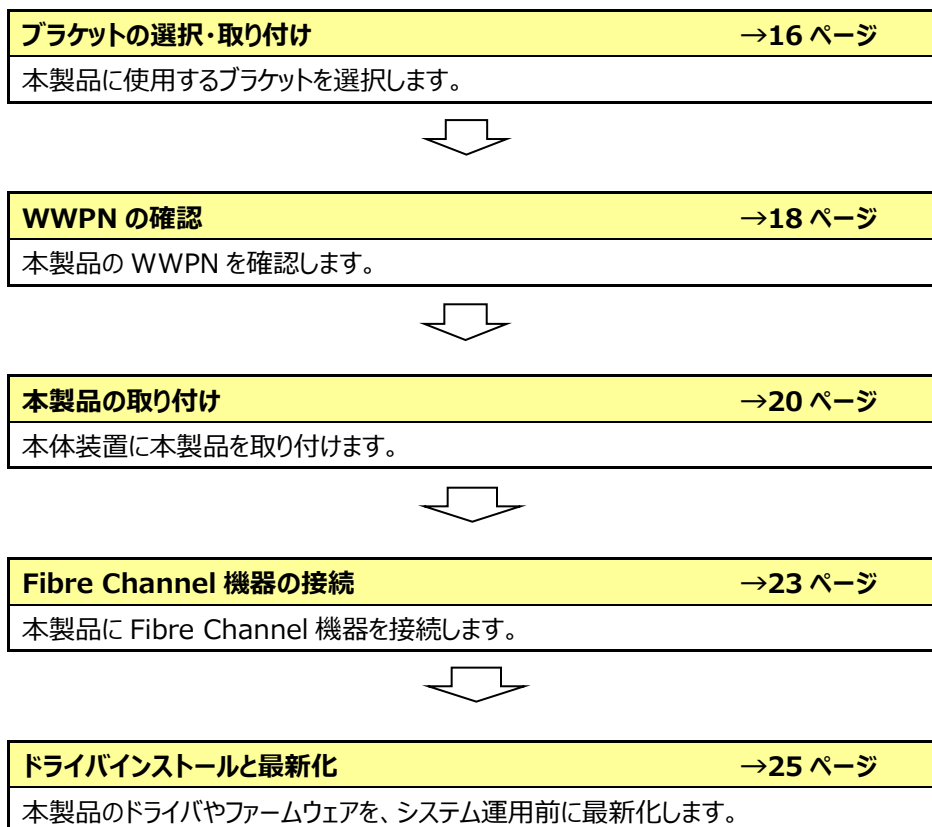 ブラケットの選択・取り付け →16 ページ
本製品に使用するブラケットを選択します。
WWPN の確認 →18 ページ
本製品の WWPN を確認します。
本製品の取り付け →20 ページ
本体装置に本製品を取り付けます。
Fibre Channel 機器の接続 →23 ページ
本製品に Fibre Channel 機器を接続します。
ドライバインストールと最新化 →25 ページ
本製品のドライバやファームウェアを、システム運用前に最新化します。